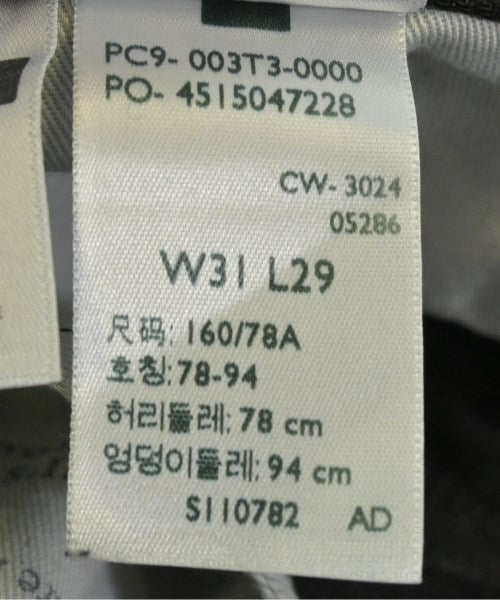 PC9- 003T3-0000
PO- 4515047228
CW- 3024
05286
W31 L29
尺码: 160/78A
호칭:78-94
허리둘레: 78 cm
엉덩이둘레: 94 cm
S110782 AD